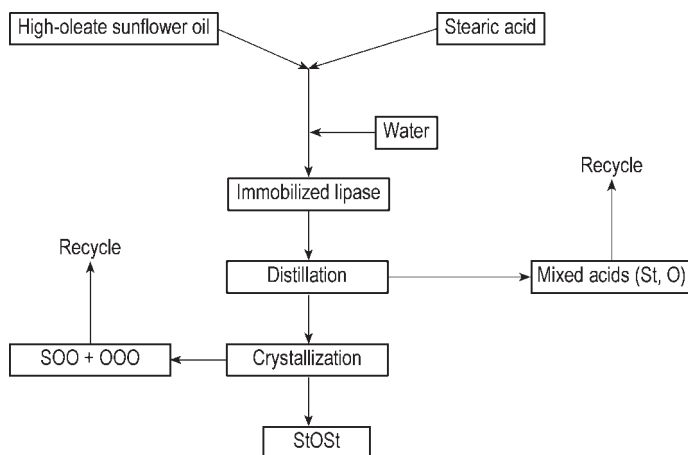 High-oleate sunflower oil
Stearic acid
Water
Immobilized lipase
Recycle
Recycle
Distillation
Mixed acids (St, O)
SOO + OOO
Crystallization
StOSt